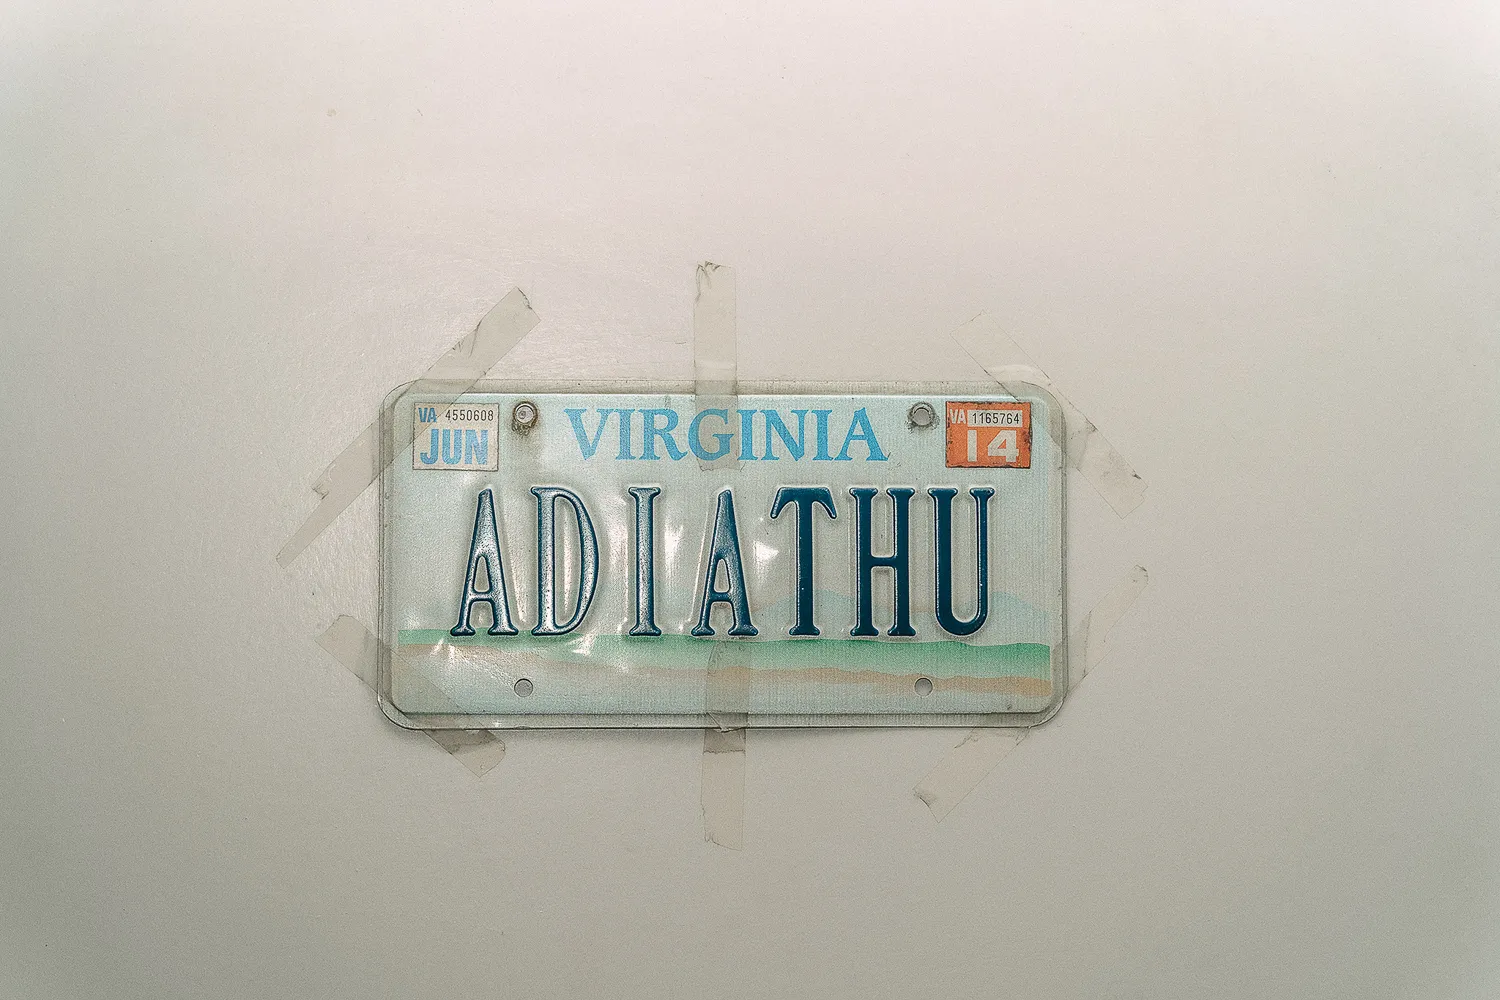 VA 4550608
JUN
VIRGINIA
VA 1165764
14
ADIATHU